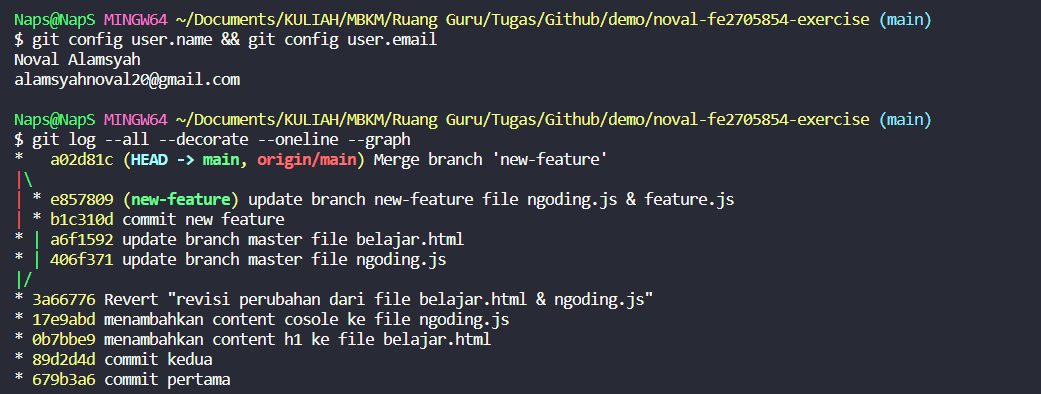 Naps@NapS MINGW64 ~/Documents/KULIAH/MBKM/Ruang Guru/Tugas/Github/demo/noval-fe2705854-exercise (main)
$ git config user.name && git config user.email
Noval Alamsyah
alamsyahnoval20@gmail.com

Naps@NapS MINGW64 ~/Documents/KULIAH/MBKM/Ruang Guru/Tugas/Github/demo/noval-fe2705854-exercise (main)
$ git log --all --decorate --oneline --graph
*   a02d81c (HEAD -> main, origin/main) Merge branch 'new-feature'
|\
| * e857809 (new-feature) update branch new-feature file ngoding.js & feature.js
| * b1c310d commit new feature
* | a6f1592 update branch master file belajar.html
* | 406f371 update branch master file ngoding.js
|/
* 3a66776 Revert "revisi perubahan dari file belajar.html & ngoding.js"
* 17e9abd menambahkan content cosole ke file ngoding.js
* 0b7bbe9 menambahkan content h1 ke file belajar.html
* 89d2d4d commit kedua
* 679b3a6 commit pertama